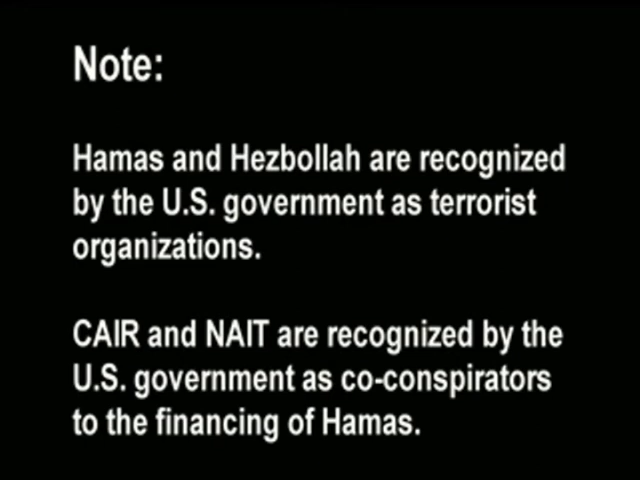 Note:
Hamas and Hezbollah are recognized
by the U.S. government as terrorist
organizations.
CAIR and NAIT are recognized by the
U.S. government as co-conspirators
to the financing of Hamas.